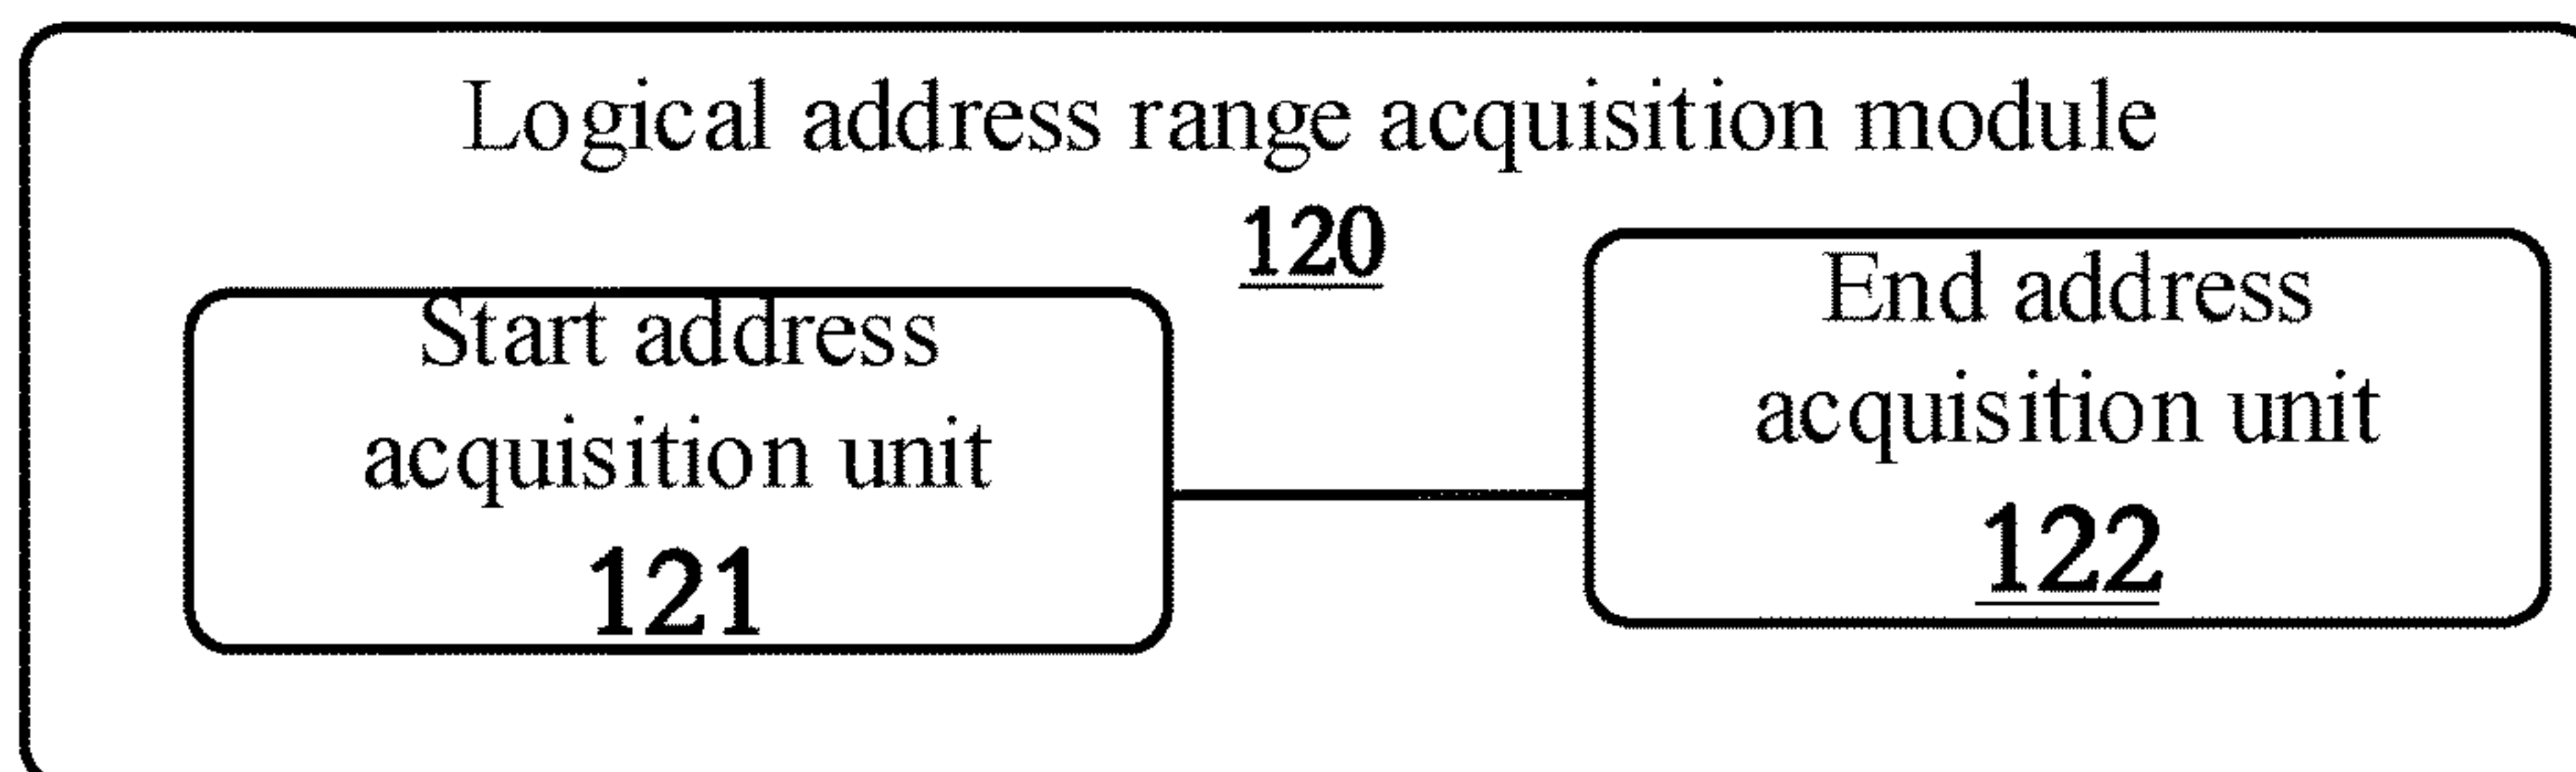 Logical address range acquisition module
120
Start address
acquisition unit
121
End address
acquisition unit
122